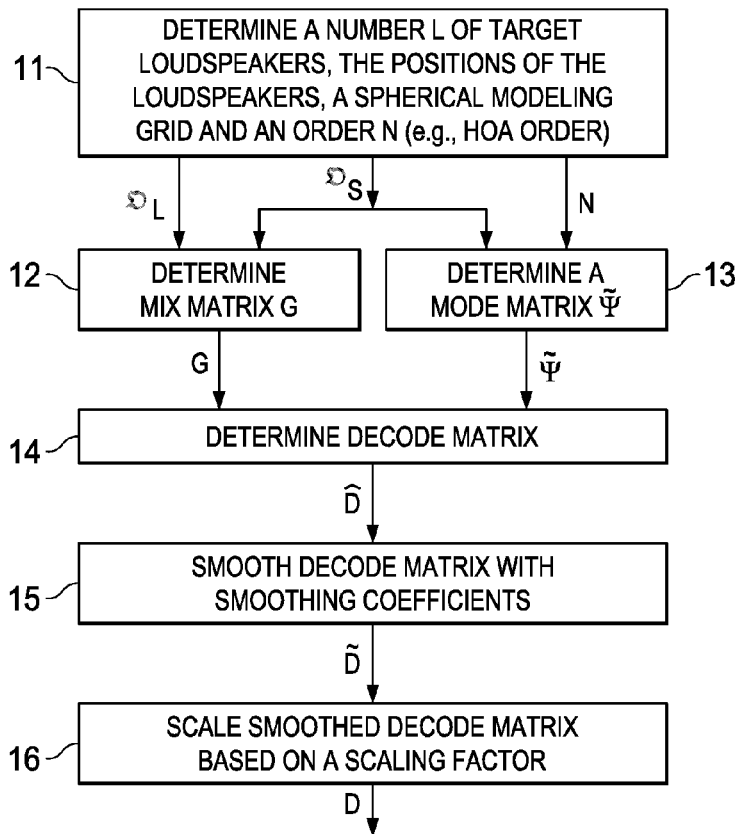 11
DETERMINE A NUMBER L OF TARGET
LOUDSPEAKERS, THE POSITIONS OF THE
LOUDSPEAKERS, A SPHERICAL MODELING
GRID AND AN ORDER N (e.g., HOA ORDER)
𝔇L
𝔇S
N
12
DETERMINE
MIX MATRIX G
DETERMINE A
MODE MATRIX Ψ̃
13
G
Ψ̃
14
DETERMINE DECODE MATRIX
D̂
15
SMOOTH DECODE MATRIX WITH
SMOOTHING COEFFICIENTS
D̃
16
SCALE SMOOTHED DECODE MATRIX
BASED ON A SCALING FACTOR
D